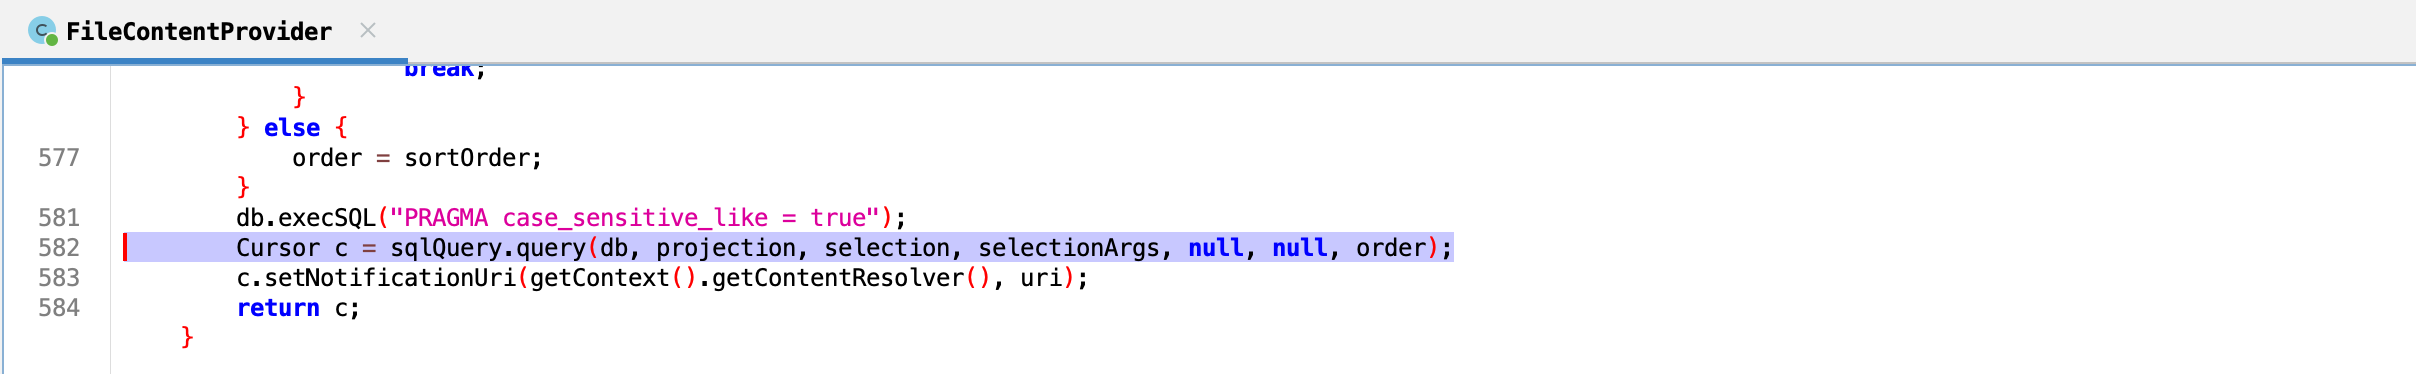 C FileContentProvider ×
break;
}
} else {
577 order = sortOrder;
}
581 db.execSQL("PRAGMA case_sensitive_like = true");
582 Cursor c = sqlQuery.query(db, projection, selection, selectionArgs, null, null, order);
583 c.setNotificationUri(getContext().getContentResolver(), uri);
584 return c;
}